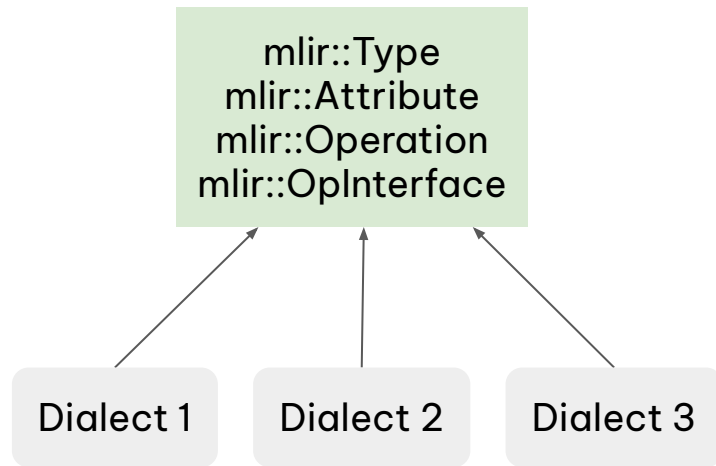 mlir::Type
mlir::Attribute
mlir::Operation
mlir::OpInterface
Dialect 1
Dialect 2
Dialect 3